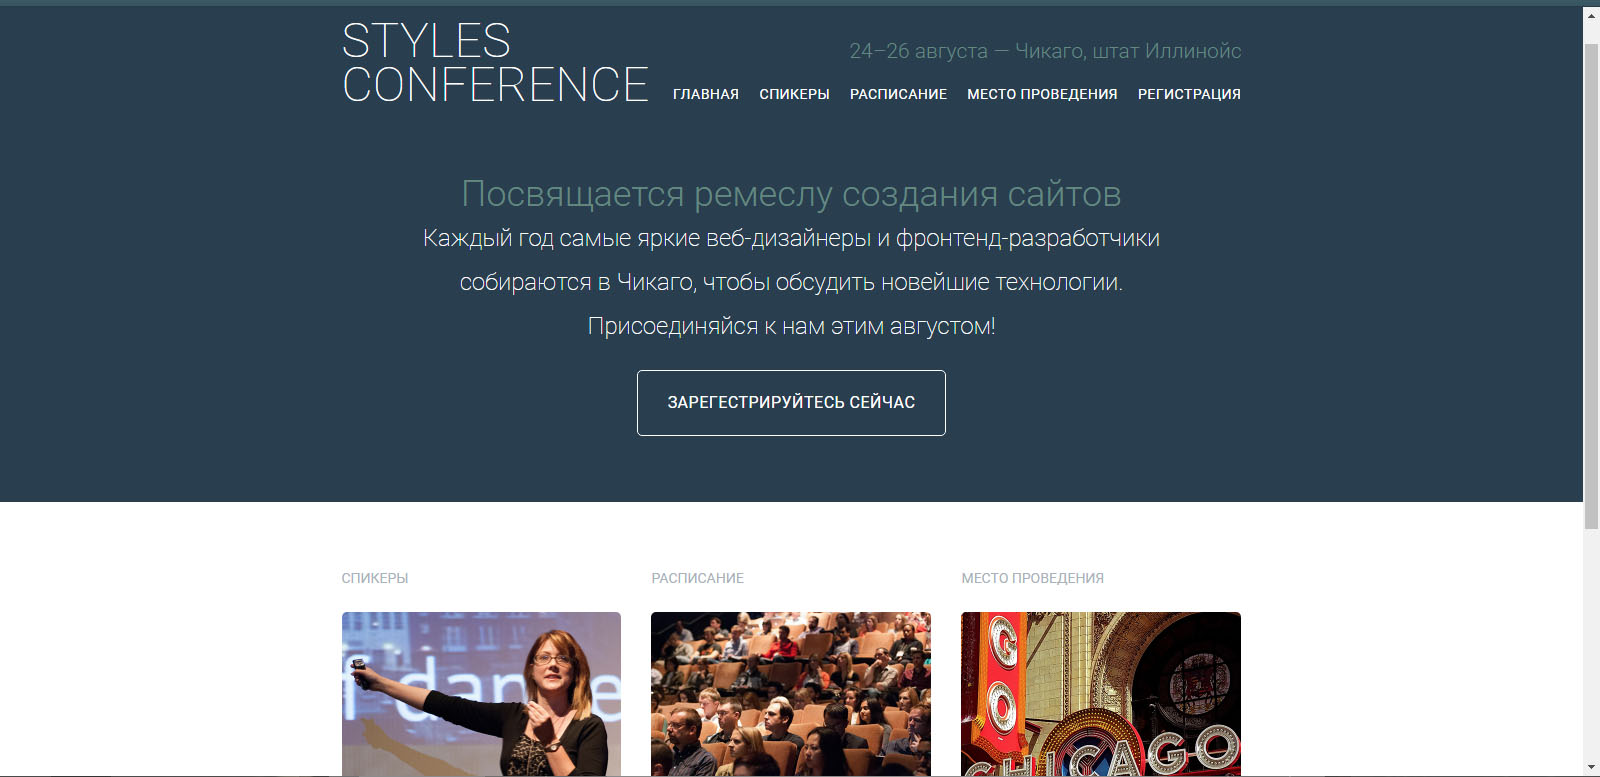 STYLES
CONFERENCE
24–26 августа — Чикаго, штат Иллинойс
ГЛАВНАЯ СПИКЕРЫ РАСПИСАНИЕ МЕСТО ПРОВЕДЕНИЯ РЕГИСТРАЦИЯ
Посвящается ремеслу создания сайтов
Каждый год самые яркие веб-дизайнеры и фронтенд-разработчики
собираются в Чикаго, чтобы обсудить новейшие технологии.
Присоединяйся к нам этим августом!
ЗАРЕГЕСТРИРУЙТЕСЬ СЕЙЧАС
СПИКЕРЫ РАСПИСАНИЕ МЕСТО ПРОВЕДЕНИЯ
f dance
GO
CHICAGO